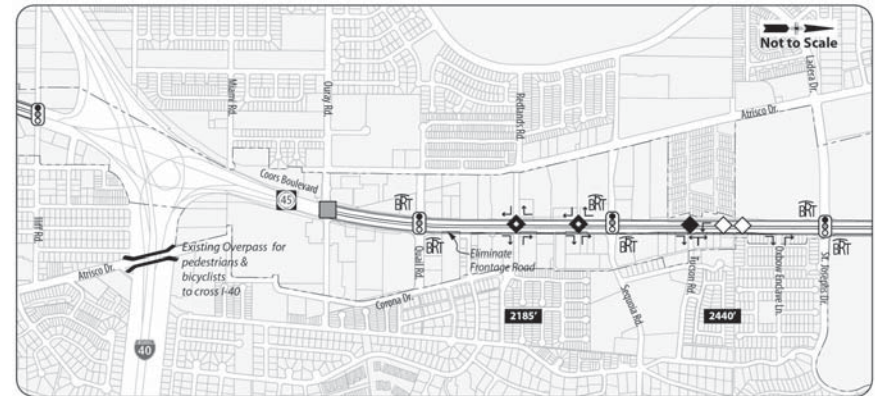 Not to Scale
Ladera Dr.
Miami Rd.
Ouray Rd.
Redlands Rd.
Atrisco Dr.
Coors Boulevard
45
BRT
BRT
BRT
BRT
BRT
BRT
Iliff Rd.
Existing Overpass for
pedestrians &
bicyclists
to cross I-40
Atrisco Dr.
Quail Rd.
Eliminate
Frontage Road
Corona Dr.
Sequoia Rd.
Tucson Rd.
Oxbow Enclave Ln.
St. Josephs Dr.
2185'
2440'
40